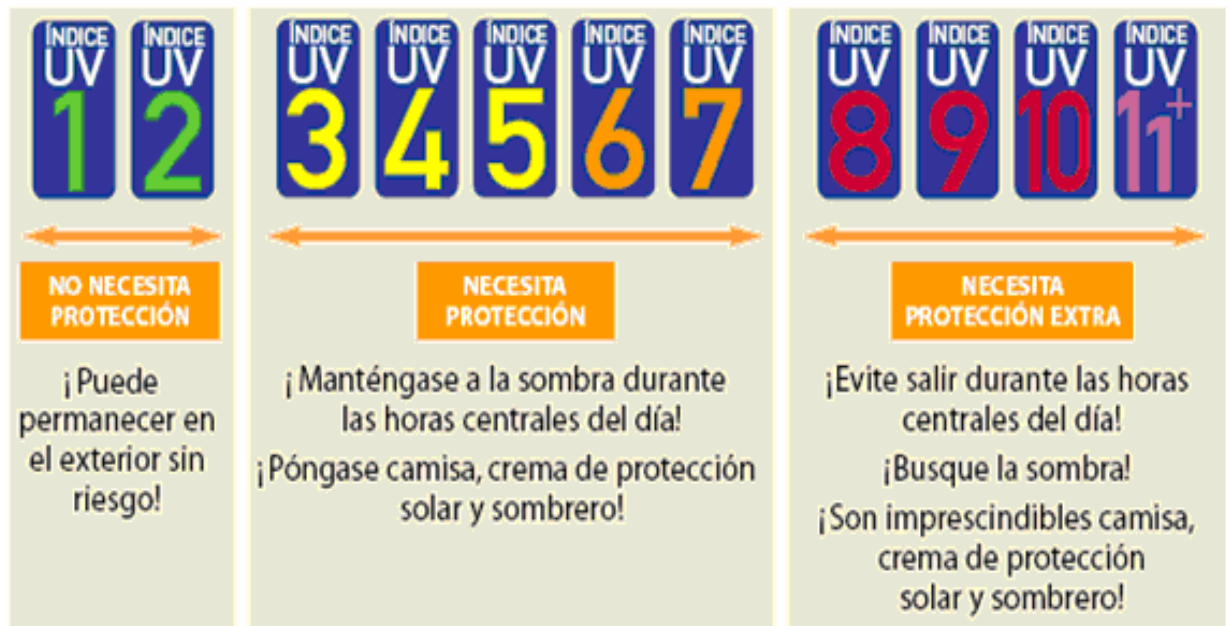 ÍNDICE
UV
1
ÍNDICE
UV
2
NO NECESITA
PROTECCIÓN
¡Puede
permanecer en
el exterior sin
riesgo!
ÍNDICE
UV
3
ÍNDICE
UV
4
ÍNDICE
UV
5
ÍNDICE
UV
6
ÍNDICE
UV
7
NECESITA
PROTECCIÓN
¡Manténgase a la sombra durante
las horas centrales del día!
¡Póngase camisa, crema de protección
solar y sombrero!
ÍNDICE
UV
8
ÍNDICE
UV
9
ÍNDICE
UV
10
ÍNDICE
UV
11+
NECESITA
PROTECCIÓN EXTRA
¡Evite salir durante las horas
centrales del día!
¡Busque la sombra!
¡Son imprescindibles camisa,
crema de protección
solar y sombrero!